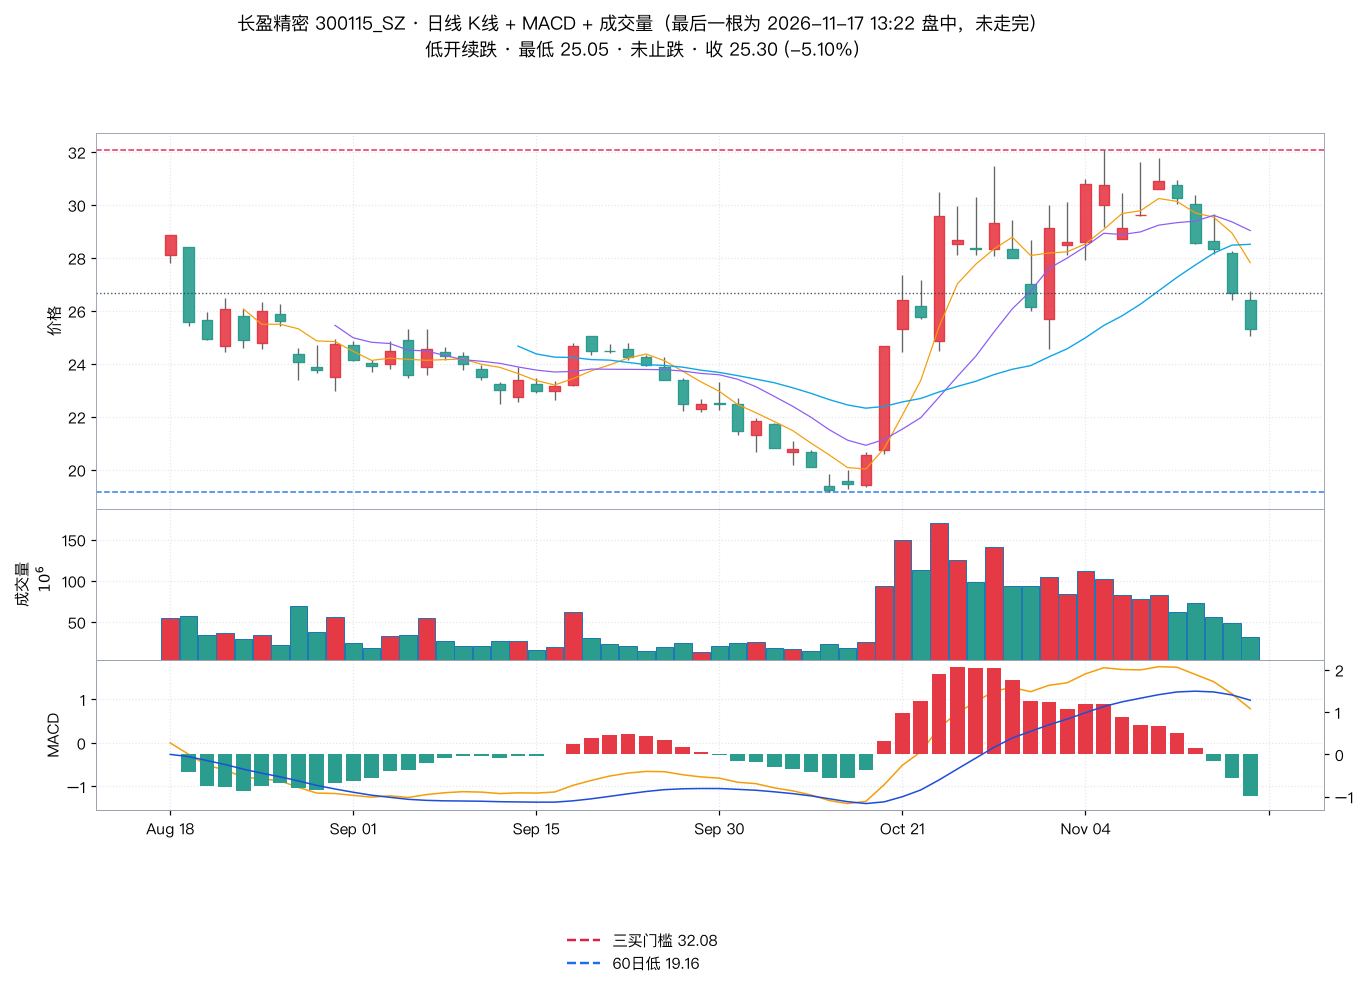 长盈精密 300115_SZ · 日线 K线 + MACD + 成交量（最后一根为 2026-11-17 13:22 盘中，未走完）
低开续跌 · 最低 25.05 · 未止跌 · 收 25.30 (−5.10%)
价格
32
30
28
26
24
22
20
成交量
10⁶
150
100
50
MACD
1
0
−1
2
1
0
−1
Aug 18
Sep 01
Sep 15
Sep 30
Oct 21
Nov 04
三买门槛 32.08
60日低 19.16